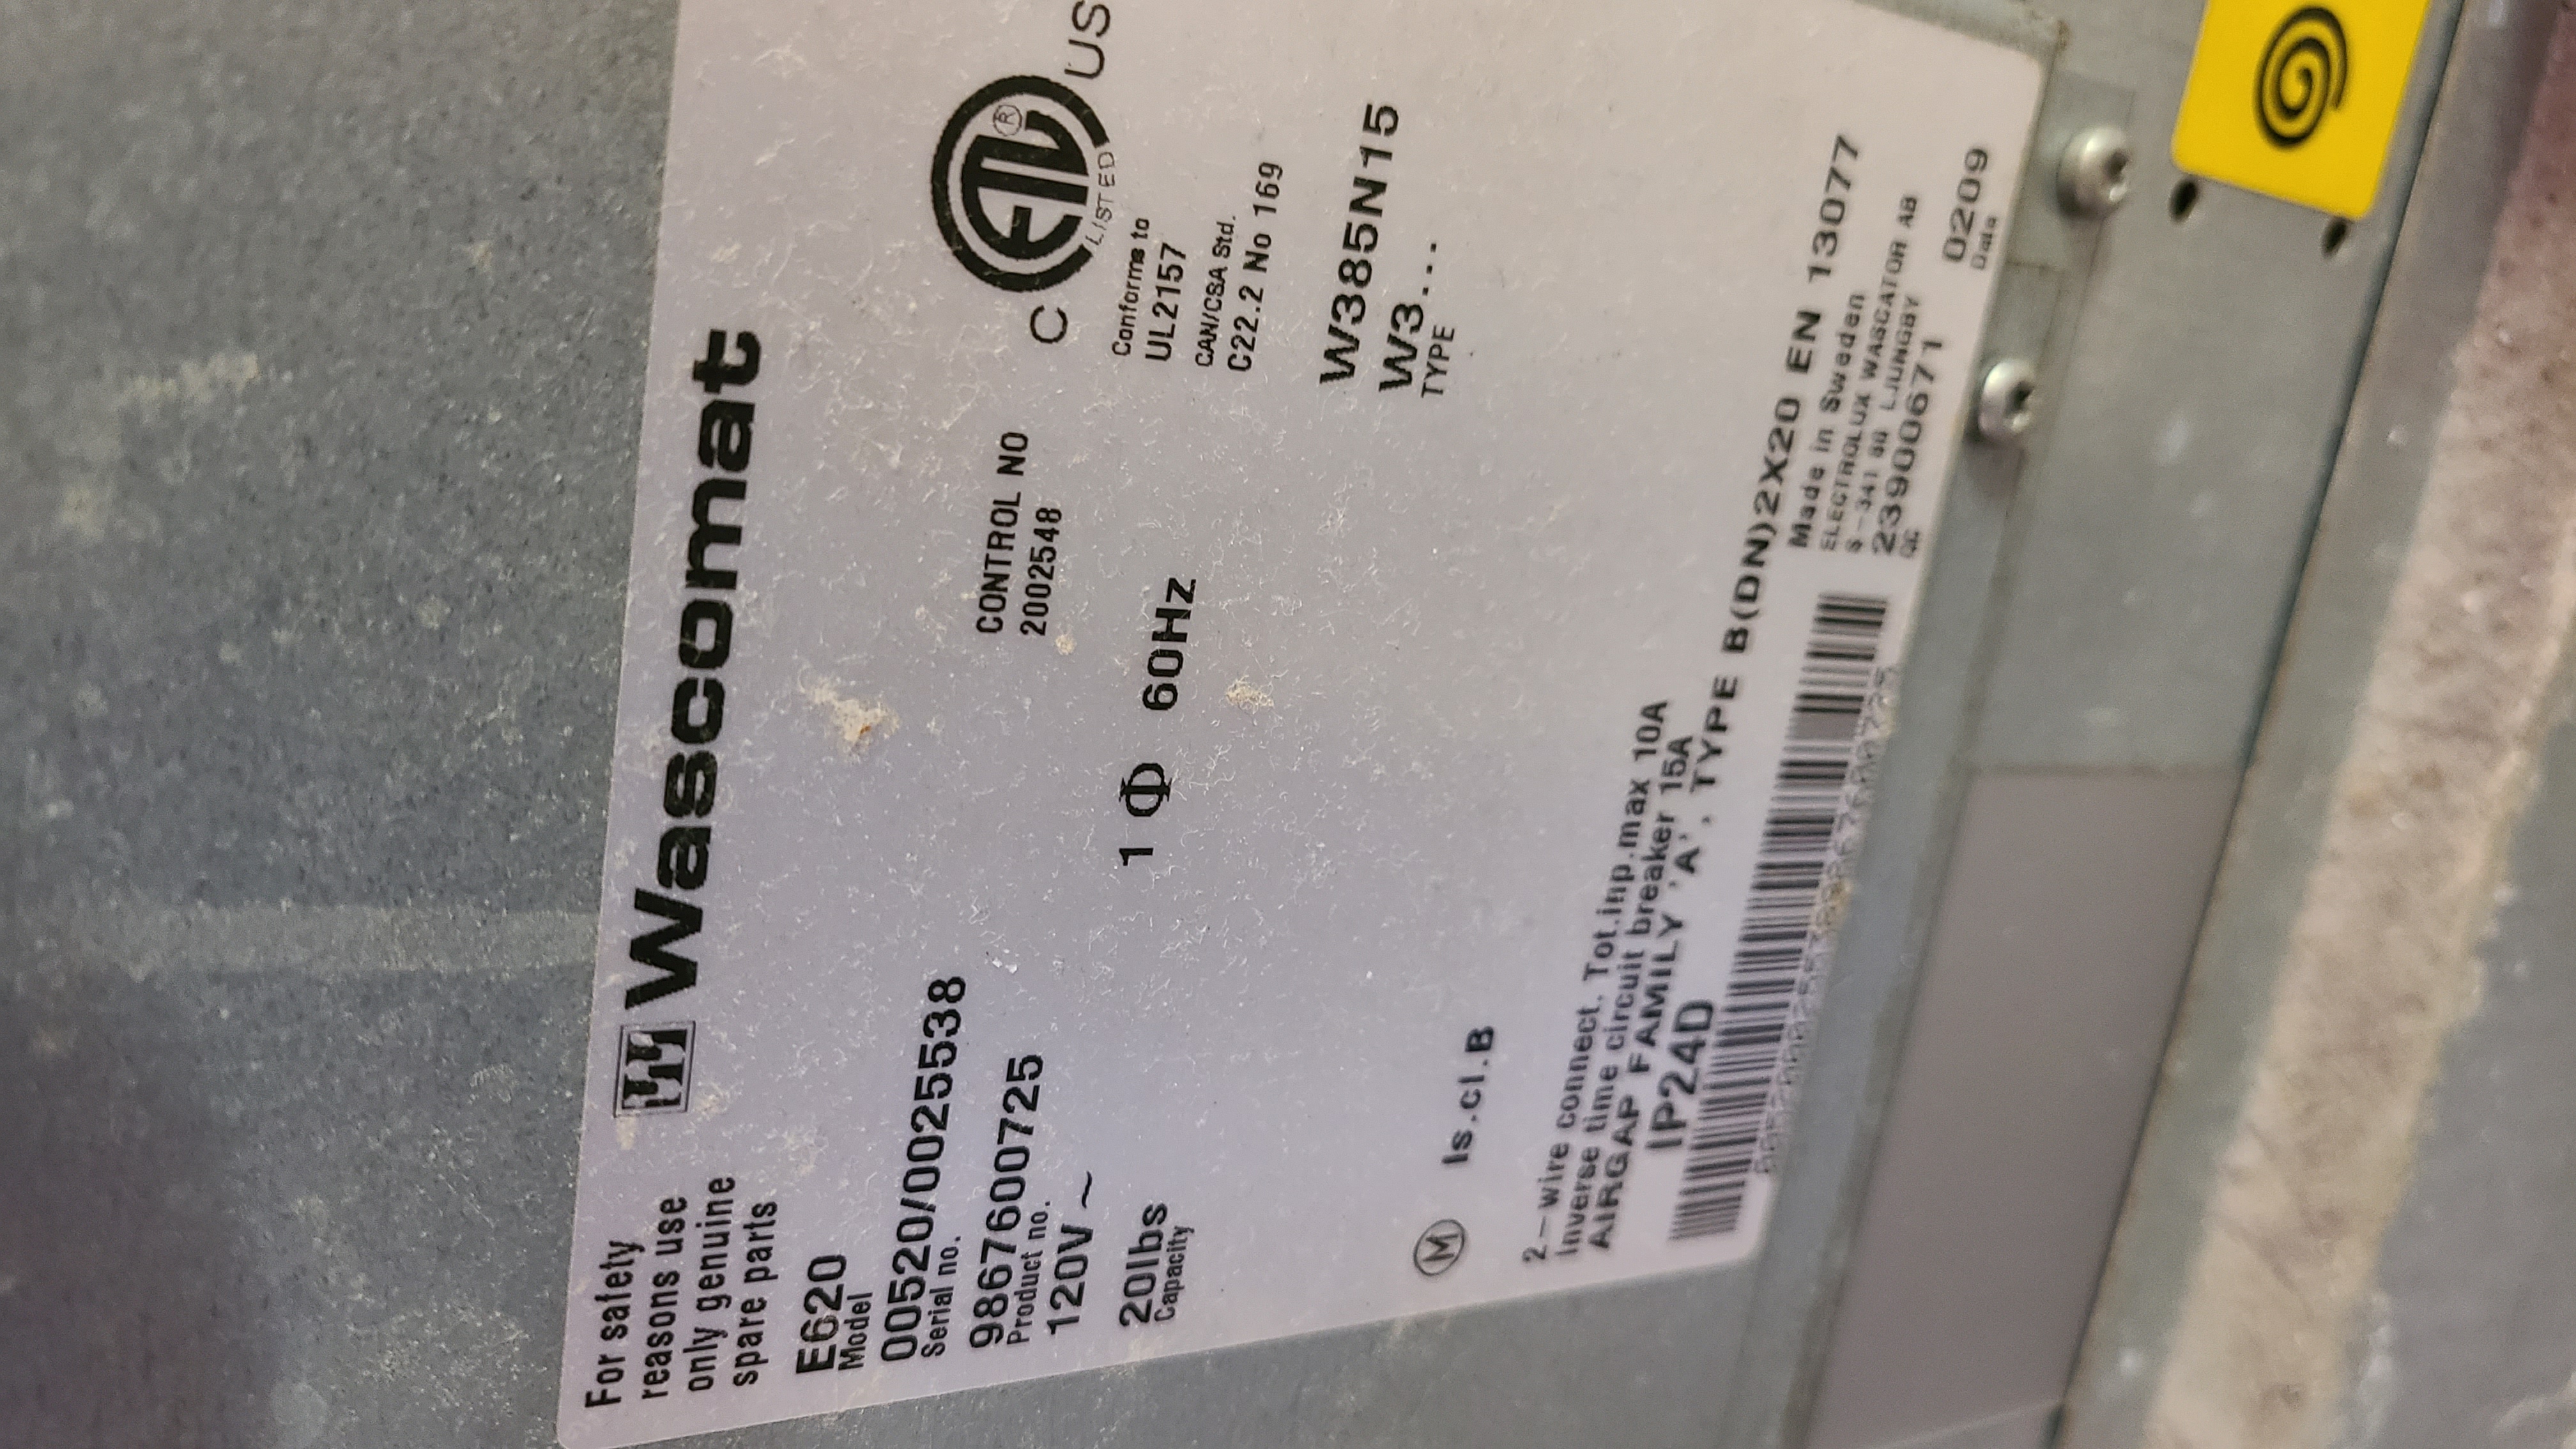 For safety
reasons use
only genuine
spare parts
Wascomat
E620
Model
00520/0025538
Serial no.
9867600725
Product no.
120V ~
20lbs
Capacity
1 Φ 60Hz
CONTROL NO
2002548
C ETL ® US
LISTED
Conforms to
UL2157
CAN/CSA Std.
C22.2 No 169
W385N15
W3...
TYPE
M Is.cl.B
2-wire connect. Tot.inp.max 10A
Inverse time circuit breaker 15A
AIRGAP FAMILY 'A', TYPE B(DN)2X20 EN 13077
IP24D
Made in Sweden
ELECTROLUX WASCATOR AB
S-341 80 LJUNGBY
23900671
QC
0209
Date